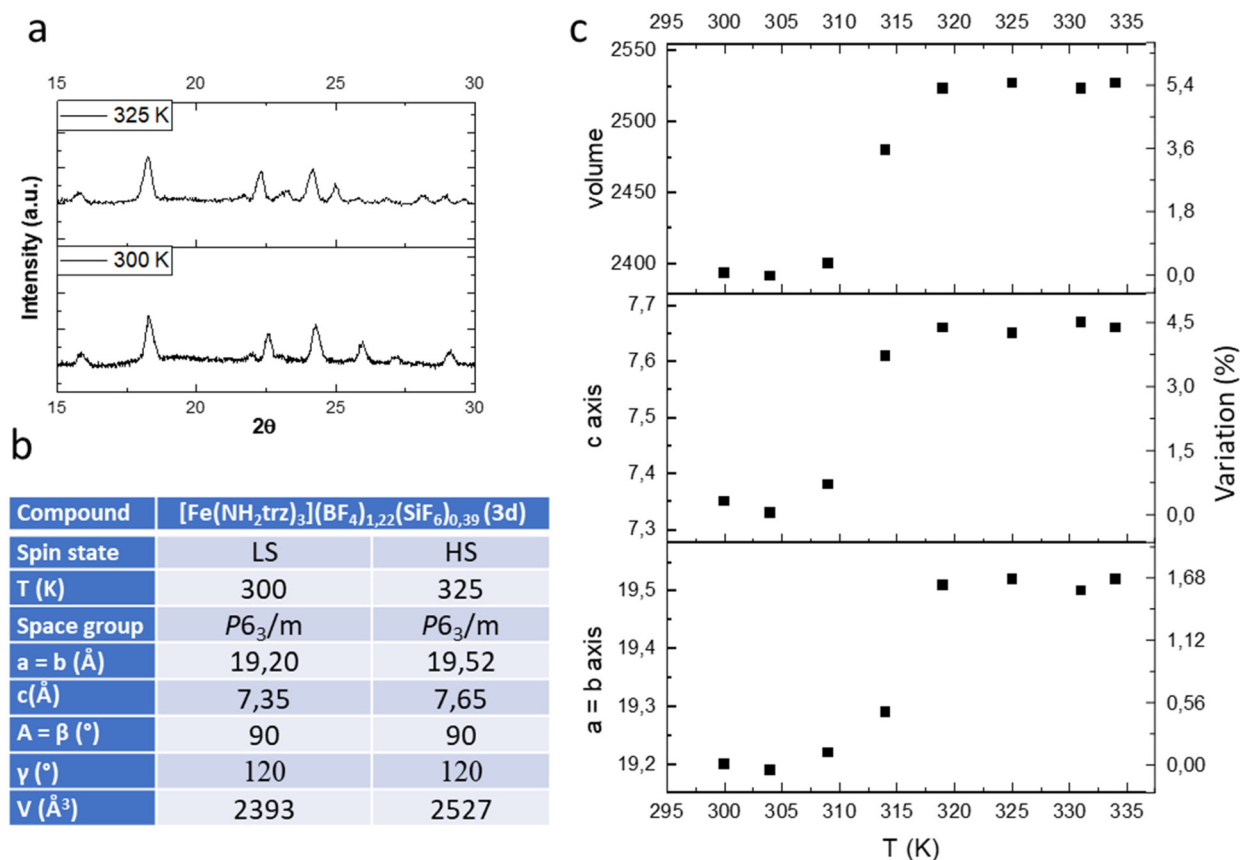 a
15 20 25 30
325 K
300 K
Intensity (a.u.)
15 20 25 30
2θ
b
Compound [Fe(NH₂trz)₃](BF₄)₁,₂₂(SiF₆)₀,₃₉ (3d)
Spin state LS HS
T (K) 300 325
Space group P6₃/m P6₃/m
a = b (Å) 19,20 19,52
c(Å) 7,35 7,65
A = β (°) 90 90
γ (°) 120 120
V (Å³) 2393 2527
c
295 300 305 310 315 320 325 330 335
2550
2500
2450
2400
volume
5,4
3,6
1,8
0,0
7,7
7,6
7,5
7,4
7,3
c axis
4,5
3,0
1,5
0,0
Variation (%)
19,5
19,4
19,3
19,2
a = b axis
1,68
1,12
0,56
0,00
295 300 305 310 315 320 325 330 335
T (K)